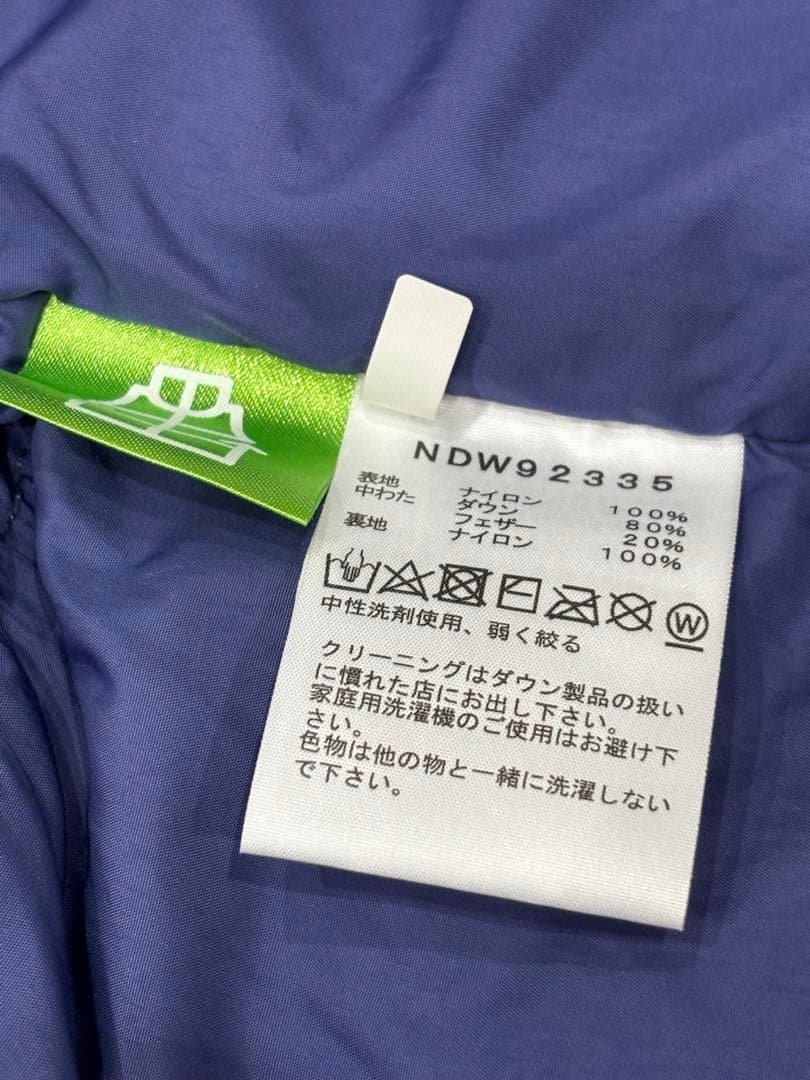 NDW92335
表地 ナイロン 100%
中わた ダウン 80%
フェザー 20%
裏地 ナイロン 100%
W
中性洗剤使用、弱く絞る
クリーニングはダウン製品の扱い
に慣れた店にお出し下さい。
家庭用洗濯機のご使用はお避け下
さい。
色物は他の物と一緒に洗濯しない
で下さい。